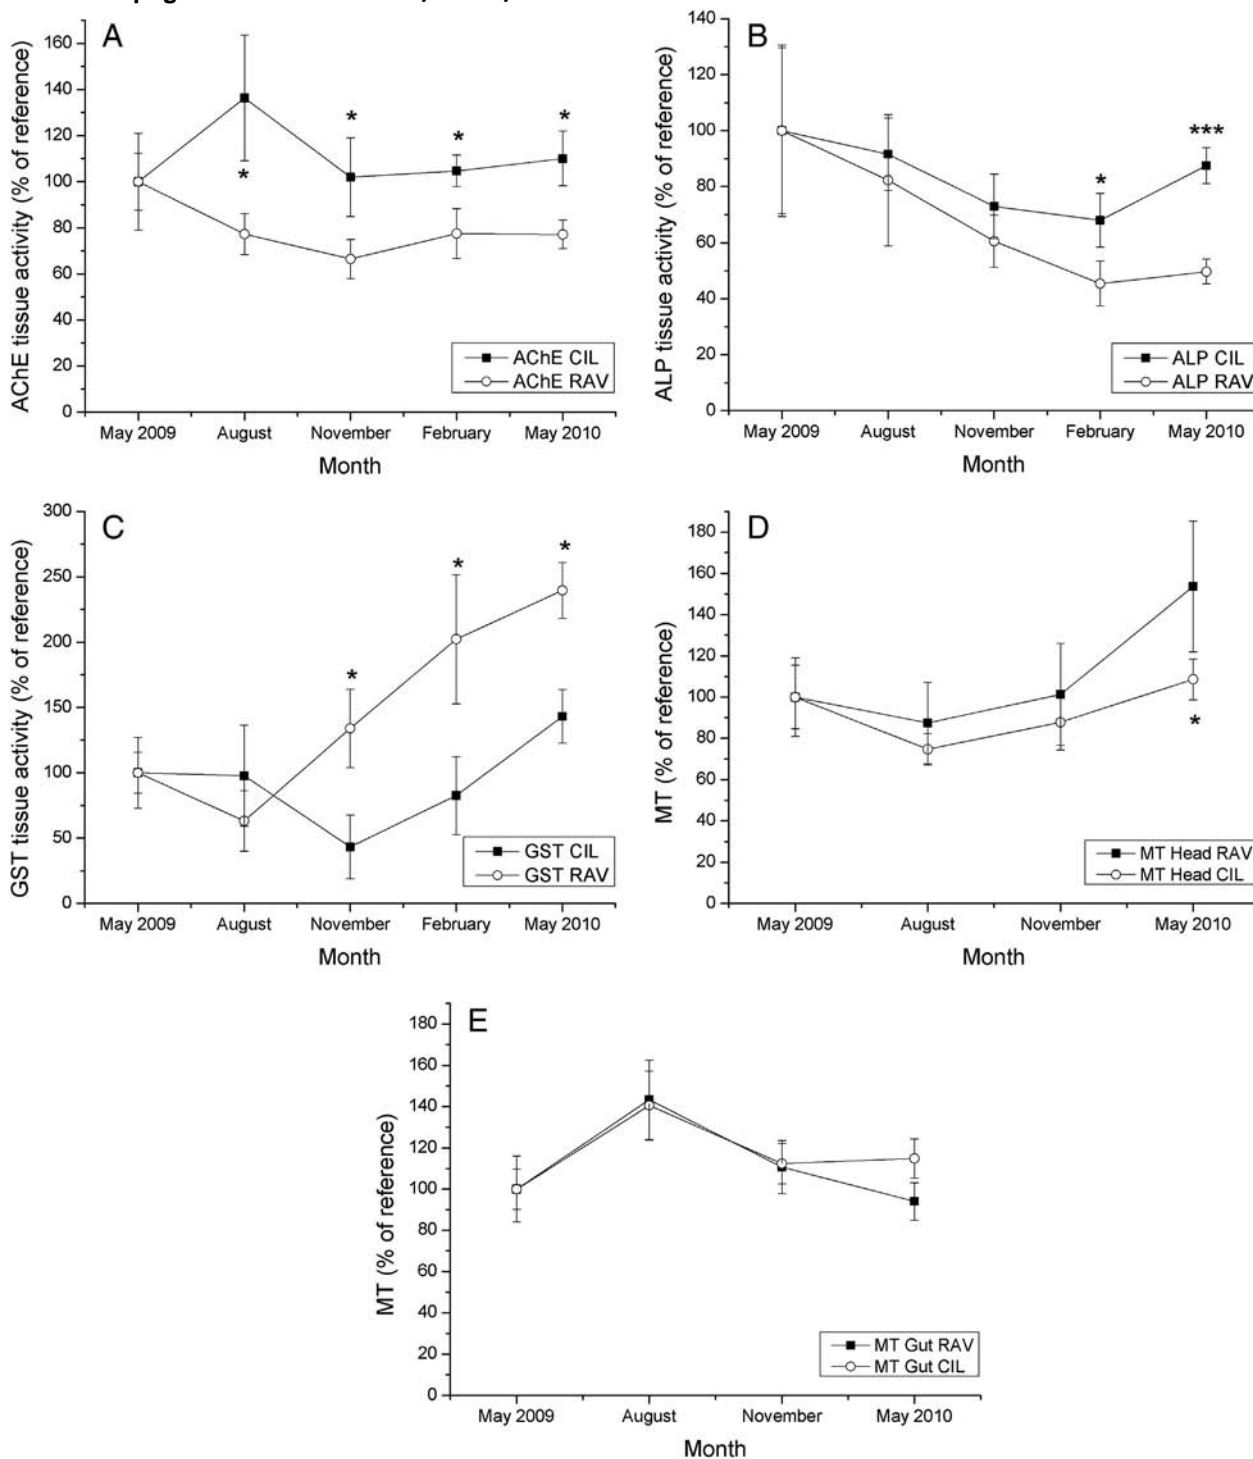 A
AChE tissue activity (% of reference)
160
140
120
100
80
60
40
20
0
*
*
*
*
AChE CIL
AChE RAV
May 2009 August November February May 2010
Month
B
ALP tissue activity (% of reference)
140
120
100
80
60
40
20
0
*
***
ALP CIL
ALP RAV
May 2009 August November February May 2010
Month
C
GST tissue activity (% of reference)
300
250
200
150
100
50
0
*
*
*
GST CIL
GST RAV
May 2009 August November February May 2010
Month
D
MT (% of reference)
180
160
140
120
100
80
60
40
20
0
*
MT Head RAV
MT Head CIL
May 2009 August November May 2010
Month
E
MT (% of reference)
180
160
140
120
100
80
60
40
20
0
MT Gut RAV
MT Gut CIL
May 2009 August November May 2010
Month